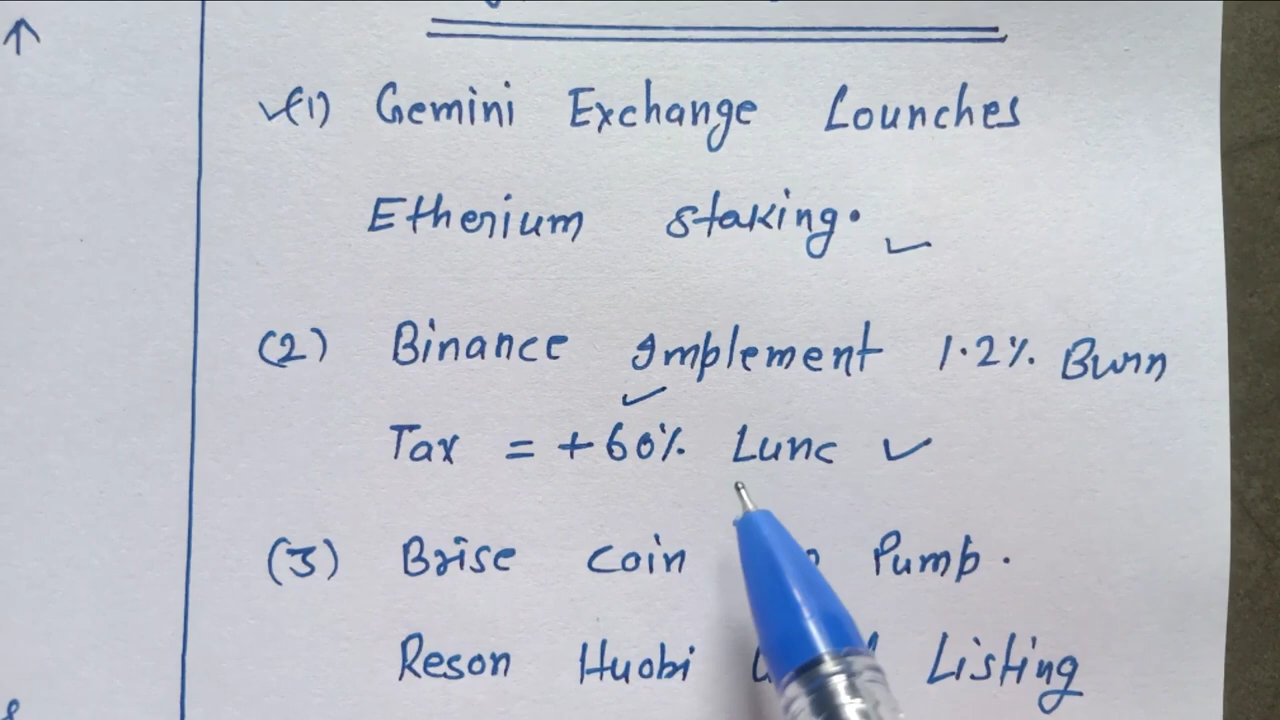 (1) Gemini Exchange Lounches
Etherium staking.
(2) Binance Implement 1.2% Burn
Tax = +60% Lunc
(3) Brise Coin Pump.
Reson Huobi Listing